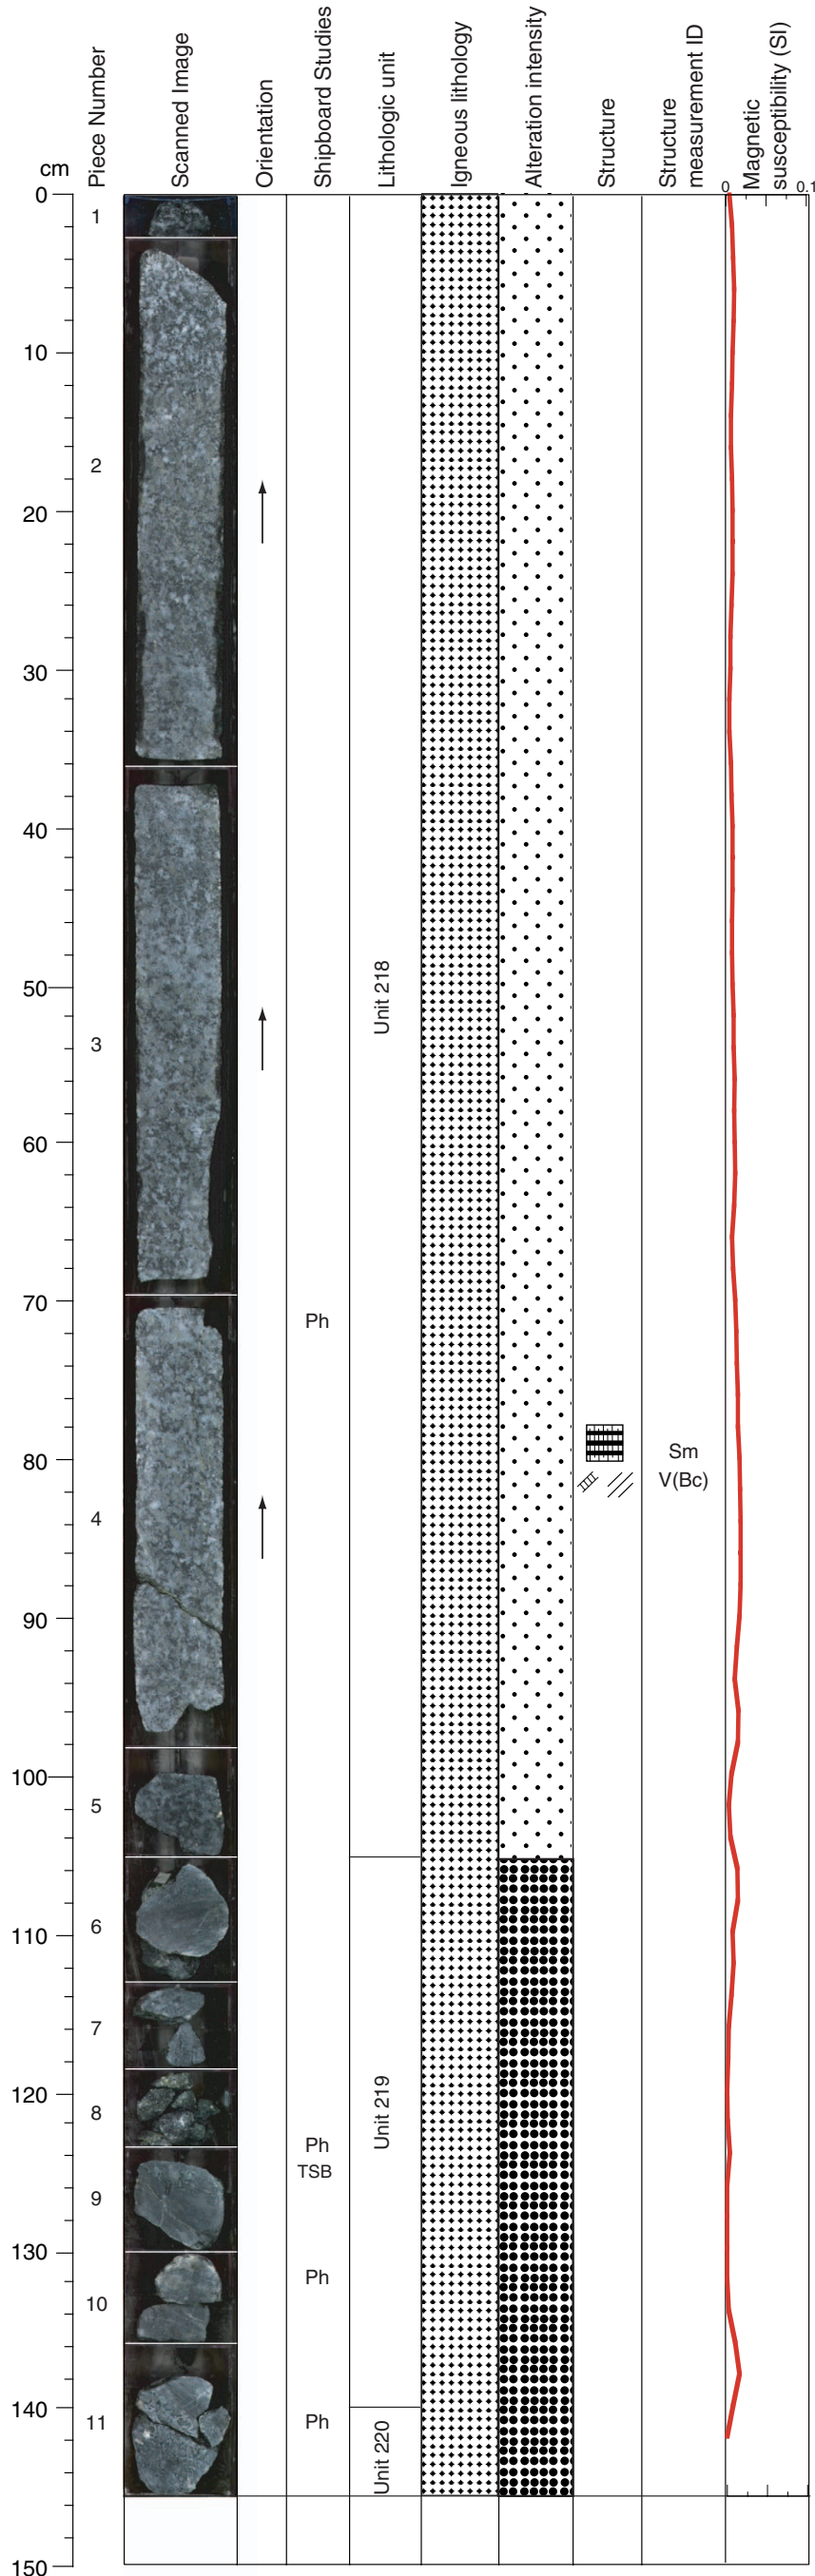 cm
Piece Number
Scanned Image
Orientation
Shipboard Studies
Lithologic unit
Igneous lithology
Alteration intensity
Structure
Structure
measurement ID
Magnetic
susceptibility (SI)
0 0.1
0
1
10
2
20
30
40
50
Unit 218
3
60
70
Ph
80
Sm
V(Bc)
4
90
100
5
6
110
7
120
8
Unit 219
Ph
TSB
9
130
Ph
10
140
11
Ph
Unit 220
150